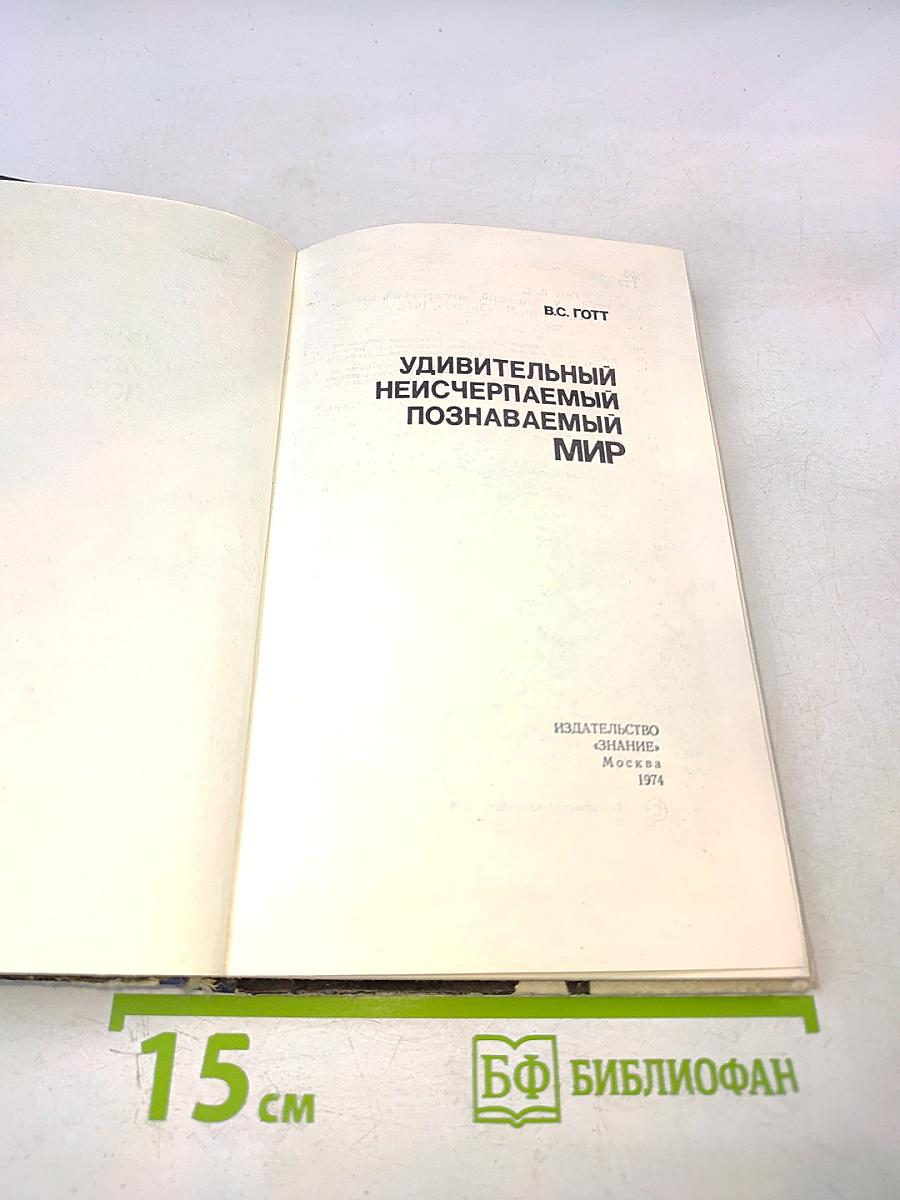 В.С. ГОТТ
УДИВИТЕЛЬНЫЙ
НЕИСЧЕРПАЕМЫЙ
ПОЗНАВАЕМЫЙ
МИР
ИЗДАТЕЛЬСТВО
«ЗНАНИЕ»
Москва
1974
15 см
БФ БИБЛИОФАН